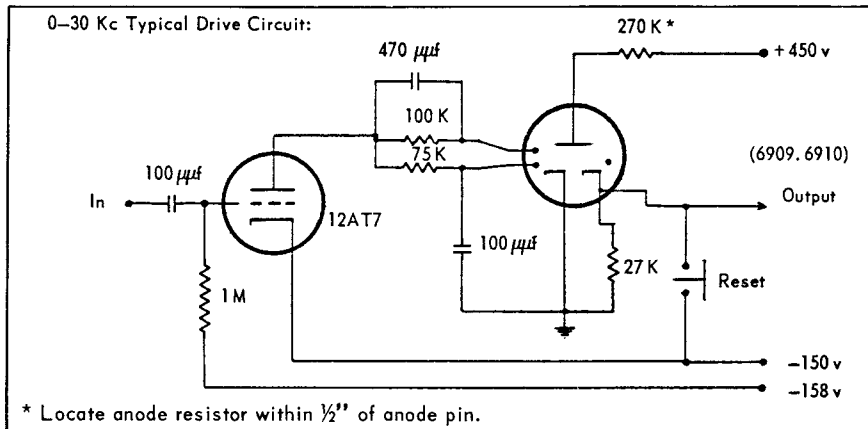 0–30 Kc Typical Drive Circuit:
270 K *
+ 450 v
470 μμf
100 K
75 K
(6909. 6910)
100 μμf
In
Output
12AT7
100 μμf
27 K
Reset
1M
–150 v
–158 v
* Locate anode resistor within ½" of anode pin.